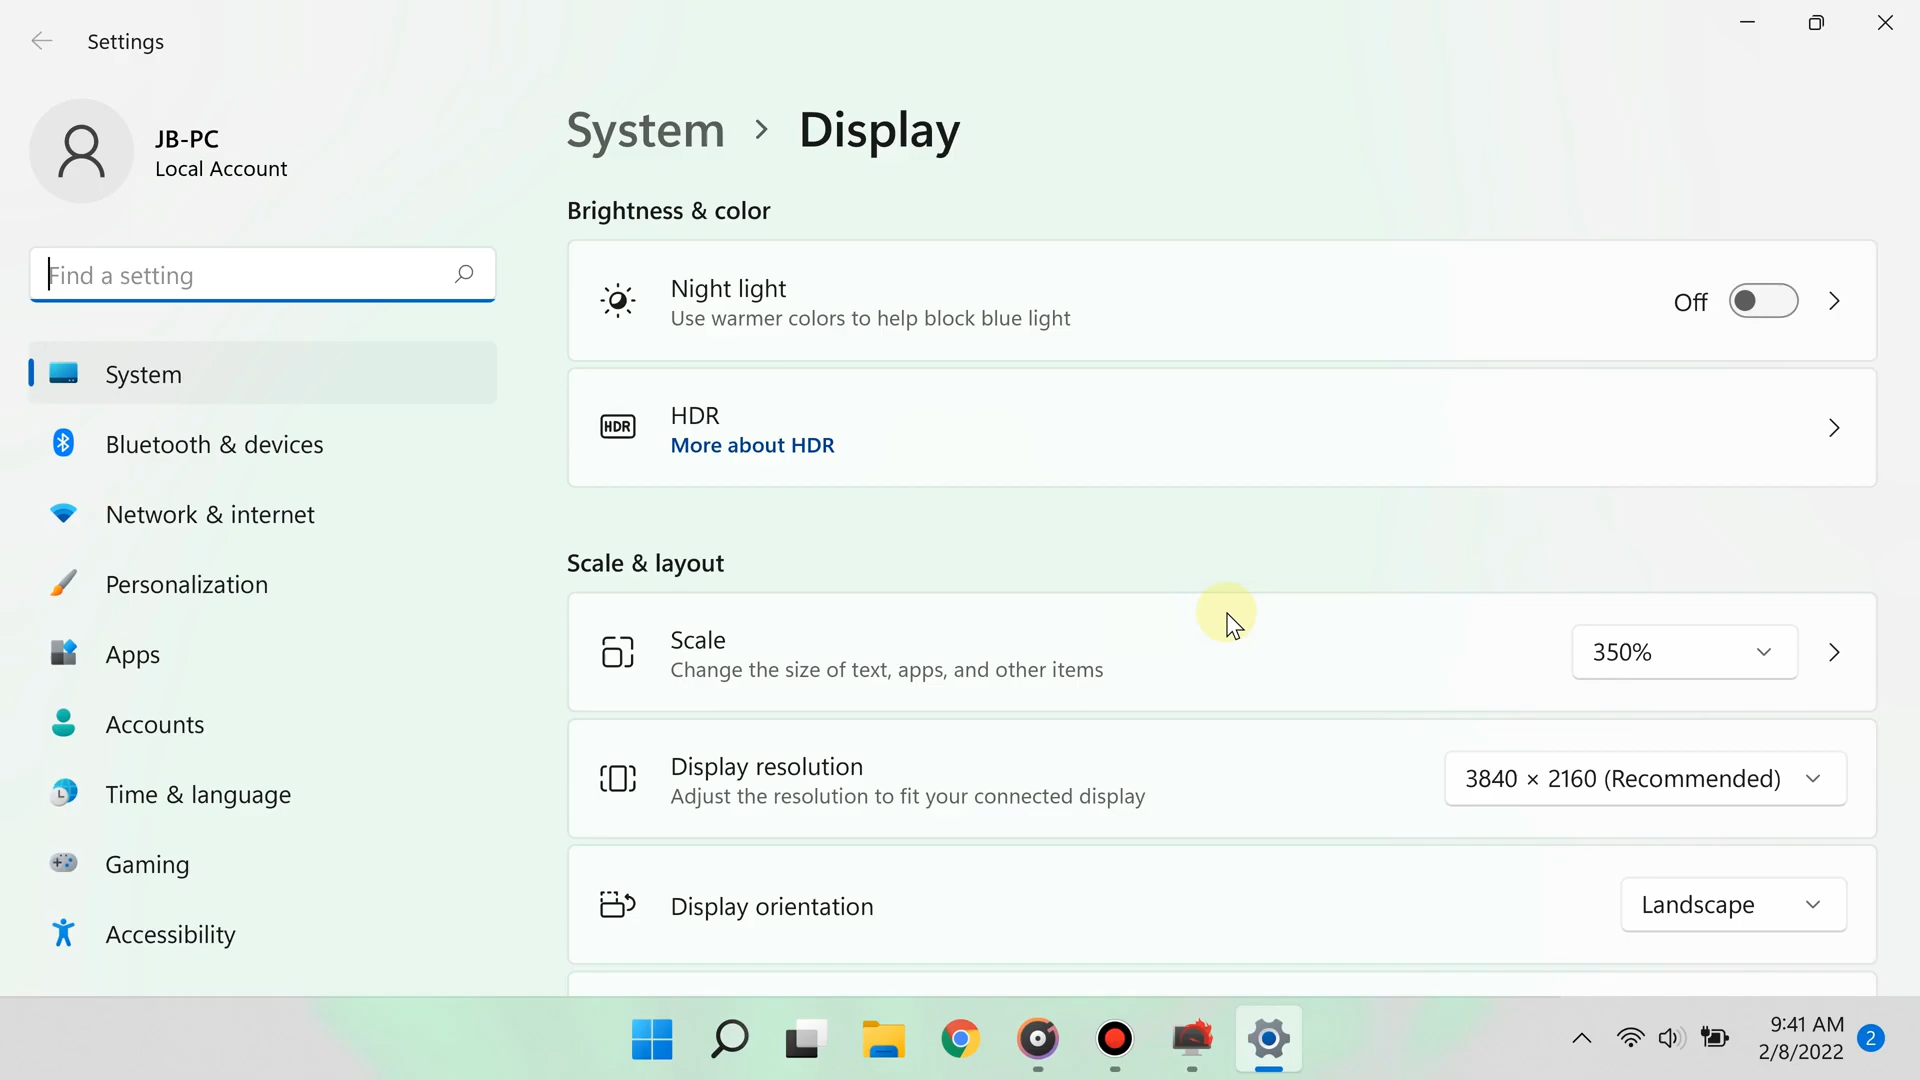 Settings
JB-PC
Local Account
Find a setting
System
Bluetooth & devices
Network & internet
Personalization
Apps
Accounts
Time & language
Gaming
Accessibility
System > Display
Brightness & color
Night light
Use warmer colors to help block blue light
Off
HDR
HDR
More about HDR
Scale & layout
Scale
Change the size of text, apps, and other items
350%
Display resolution
Adjust the resolution to fit your connected display
3840 × 2160 (Recommended)
Display orientation
Landscape
9:41 AM
2/8/2022
2